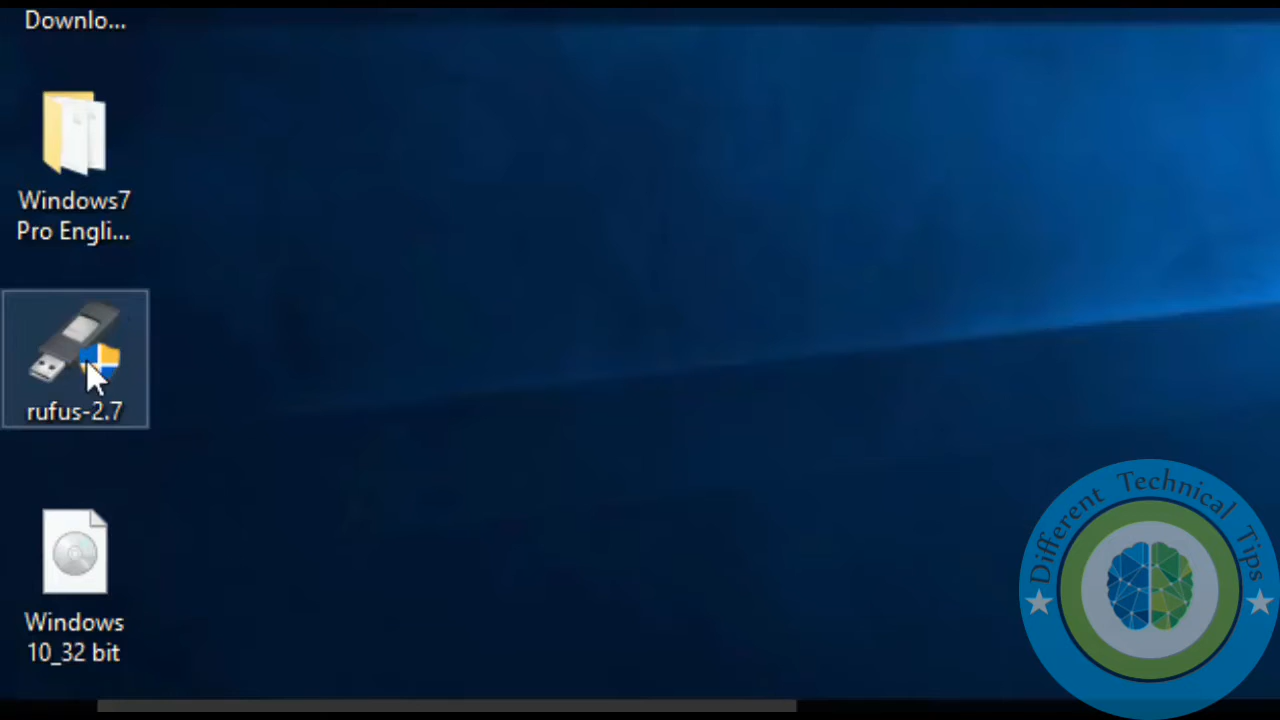 Downlo...
Windows7
Pro Engli...
rufus-2.7
Windows
10_32 bit
Different Technical Tips